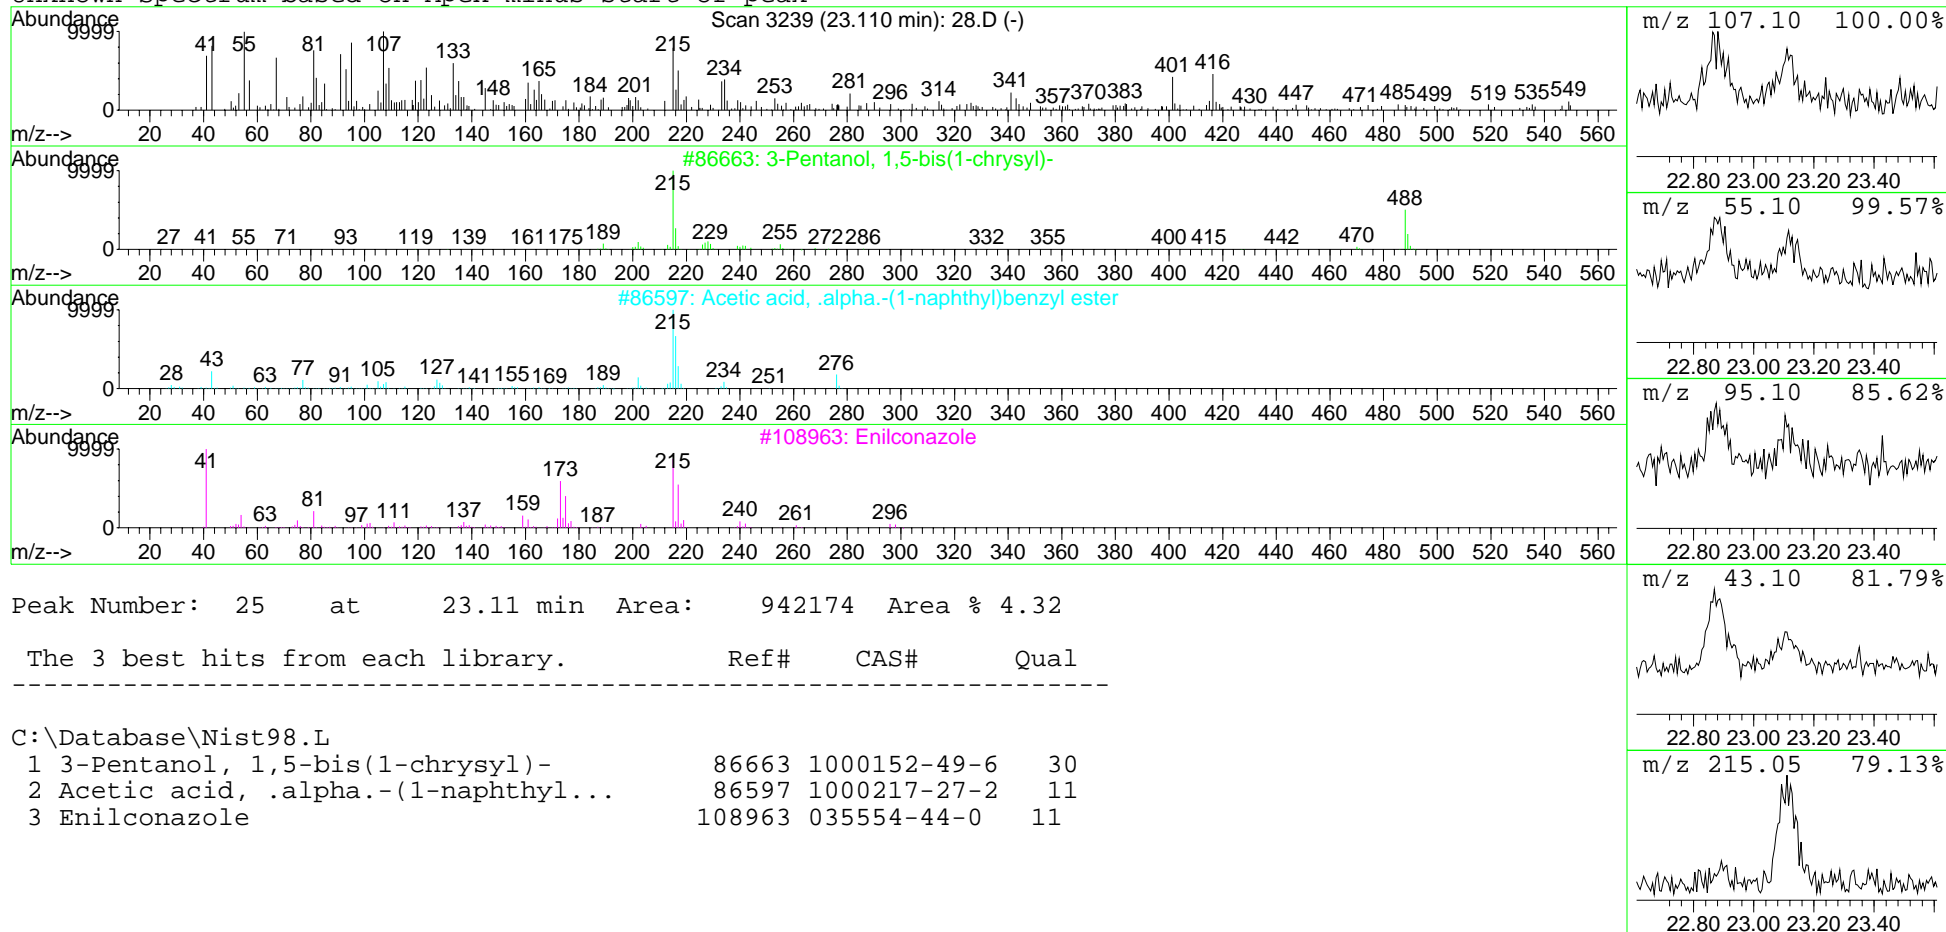 Unknown Spectrum based on Apex minus start of peak
Abundance
Scan 3239 (23.110 min): 28.D (-)
9999
41 55 81 107 133 148 165 184 201 215 234 253 281 296 314 341 357 370 383 401 416 430 447 471 485 499 519 535 549
0
m/z--> 20 40 60 80 100 120 140 160 180 200 220 240 260 280 300 320 340 360 380 400 420 440 460 480 500 520 540 560
Abundance
#86663: 3-Pentanol, 1,5-bis(1-chrysyl)-
9999
27 41 55 71 93 119 139 161 175 189 215 229 255 272 286 332 355 400 415 442 470 488
0
m/z--> 20 40 60 80 100 120 140 160 180 200 220 240 260 280 300 320 340 360 380 400 420 440 460 480 500 520 540 560
Abundance
#86597: Acetic acid, .alpha.-(1-naphthyl)benzyl ester
9999
28 43 63 77 91 105 127 141 155 169 189 215 234 251 276
0
m/z--> 20 40 60 80 100 120 140 160 180 200 220 240 260 280 300 320 340 360 380 400 420 440 460 480 500 520 540 560
Abundance
#108963: Enilconazole
9999
41 63 81 97 111 137 159 173 187 215 240 261 296
0
m/z--> 20 40 60 80 100 120 140 160 180 200 220 240 260 280 300 320 340 360 380 400 420 440 460 480 500 520 540 560
m/z 107.10 100.00%
22.80 23.00 23.20 23.40
m/z 55.10 99.57%
22.80 23.00 23.20 23.40
m/z 95.10 85.62%
22.80 23.00 23.20 23.40
m/z 43.10 81.79%
22.80 23.00 23.20 23.40
m/z 215.05 79.13%
22.80 23.00 23.20 23.40
Peak Number: 25 at 23.11 min Area: 942174 Area % 4.32
The 3 best hits from each library. Ref# CAS# Qual
---------------------------------------------------------------------
C:\Database\Nist98.L
1 3-Pentanol, 1,5-bis(1-chrysyl)- 86663 1000152-49-6 30
2 Acetic acid, .alpha.-(1-naphthyl... 86597 1000217-27-2 11
3 Enilconazole 108963 035554-44-0 11